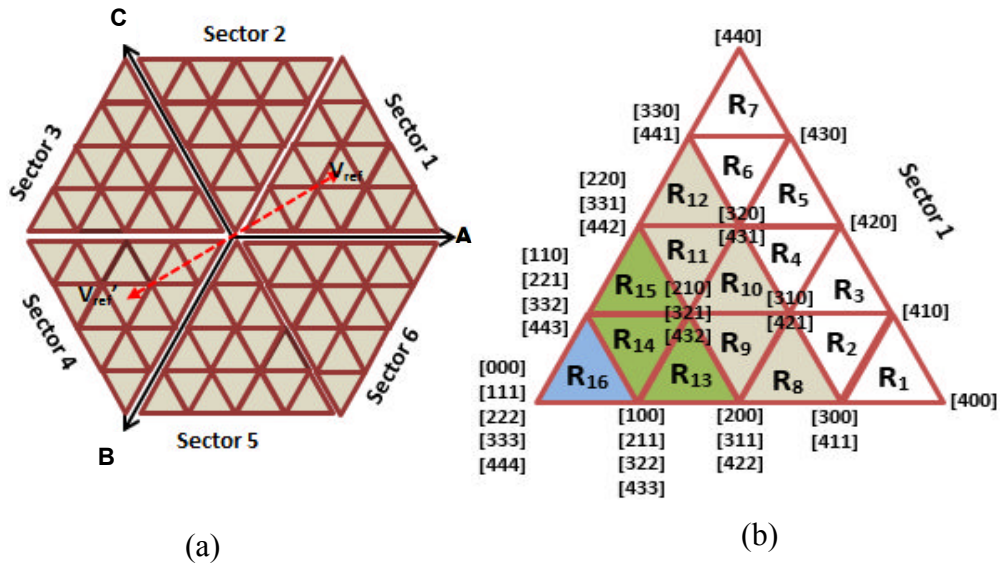 C
Sector 2
Sector 3
Sector 1
Vref
A
Vref'
Sector 4
Sector 6
B
Sector 5
(a)
[440]
R7
[330]
[441]
[430]
R6
Sector 1
[220]
[331]
[442]
R12
R5
[320]
[431]
[420]
[110]
[221]
[332]
[443]
R11
R4
R15
[210]
[321]
[432]
R10
[310]
[421]
R3
[410]
R14
R9
R2
[000]
[111]
[222]
[333]
[444]
R16
R13
R8
R1
[400]
[100]
[211]
[322]
[433]
[200]
[311]
[422]
[300]
[411]
(b)